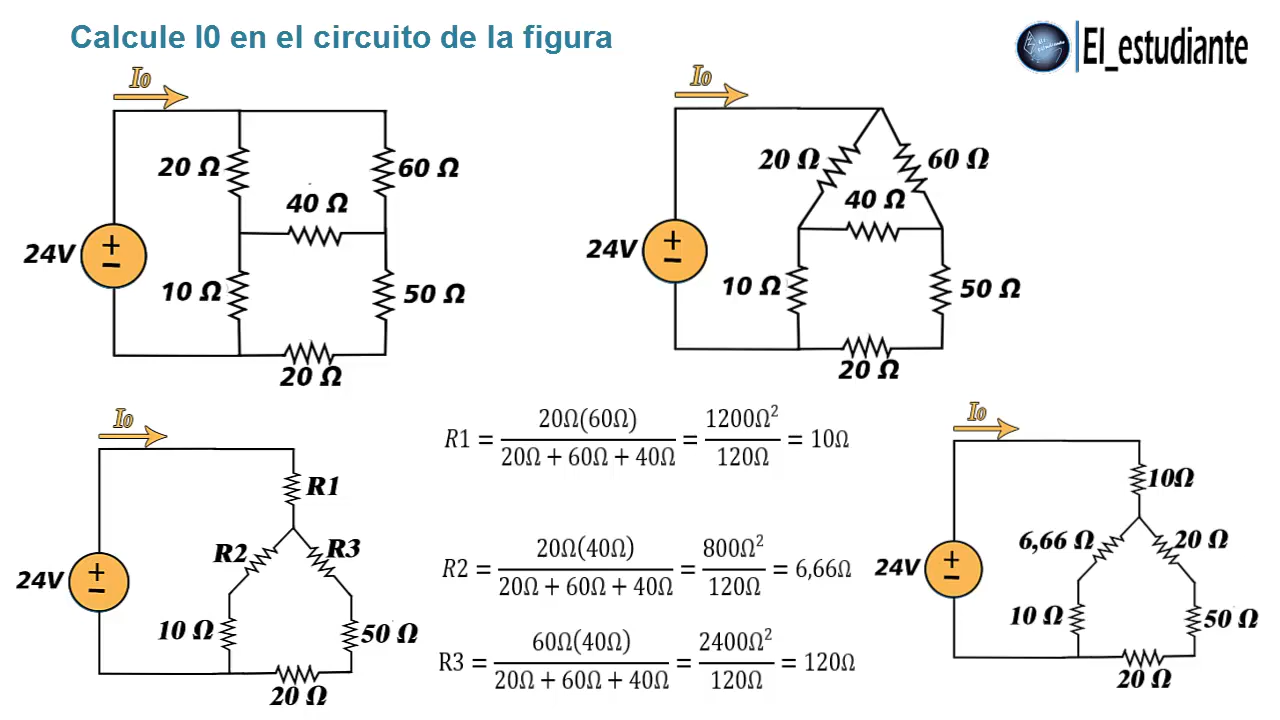 Calcule I0 en el circuito de la figura
El_estudiante
I0
20 Ω
60 Ω
40 Ω
24V
10 Ω
50 Ω
20 Ω
I0
20 Ω
60 Ω
40 Ω
24V
10 Ω
50 Ω
20 Ω
I0
R1
R2
R3
24V
10 Ω
50 Ω
20 Ω
R1 = 20Ω(60Ω) / 20Ω + 60Ω + 40Ω = 1200Ω² / 120Ω = 10Ω
R2 = 20Ω(40Ω) / 20Ω + 60Ω + 40Ω = 800Ω² / 120Ω = 6,66Ω
R3 = 60Ω(40Ω) / 20Ω + 60Ω + 40Ω = 2400Ω² / 120Ω = 120Ω
I0
10Ω
6,66 Ω
20 Ω
24V
10 Ω
50 Ω
20 Ω